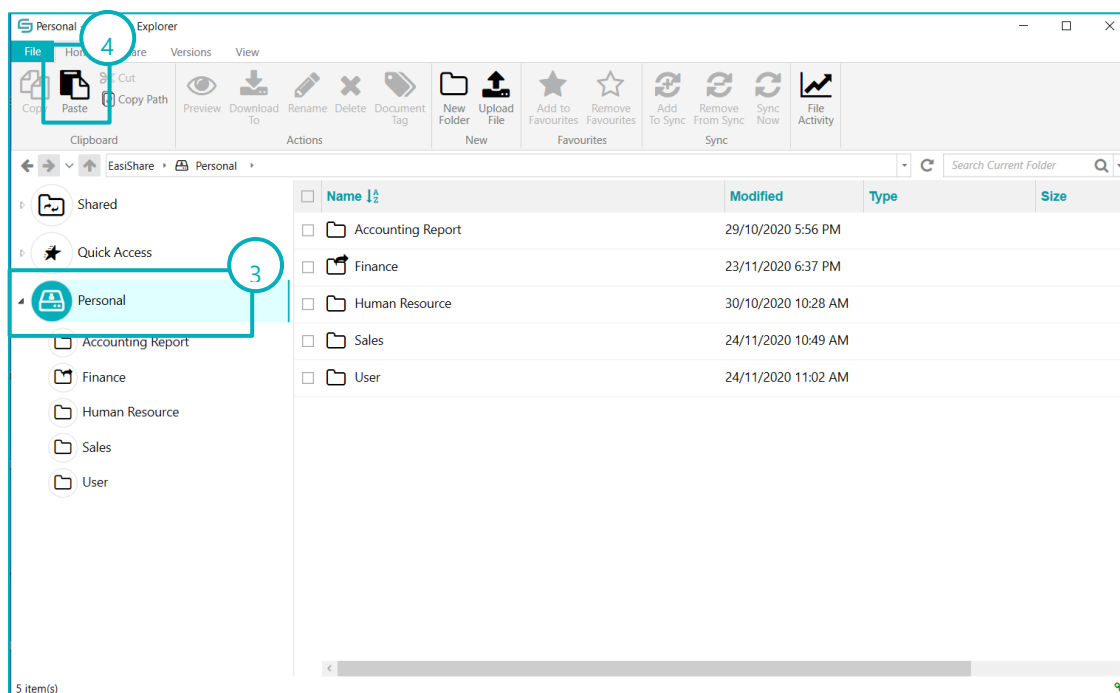 Personal - Explorer
4
File Versions View
Copy Paste Cut
Copy Path
Preview Download To Rename Delete Document Tag
New Folder Upload File
Add to Favourites Remove Favourites
Add To Sync Remove From Sync Sync Now
File Activity
Clipboard Actions New Favourites Sync
EasiShare Personal Search Current Folder
Shared
Quick Access
3
Personal
Accounting Report
Finance
Human Resource
Sales
User
Name Modified Type Size
Accounting Report 29/10/2020 5:56 PM
Finance 23/11/2020 6:37 PM
Human Resource 30/10/2020 10:28 AM
Sales 24/11/2020 10:49 AM
User 24/11/2020 11:02 AM
5 item(s)